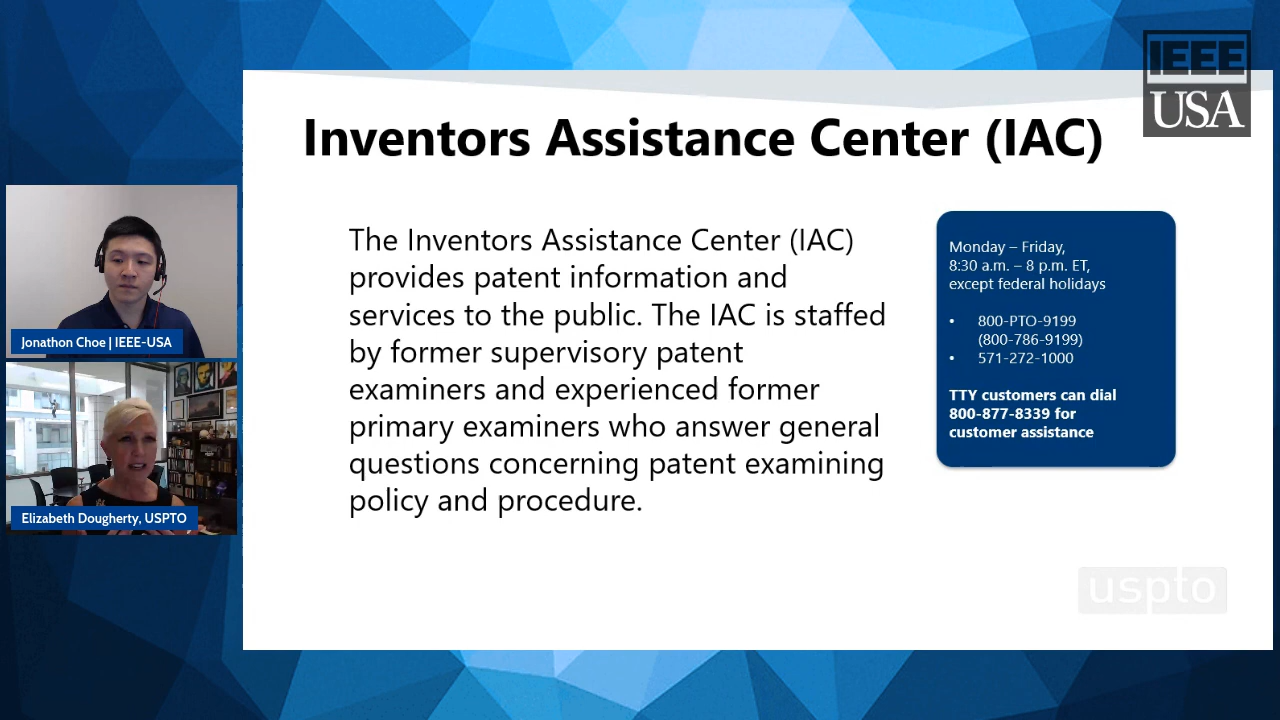 IEEE
USA
Inventors Assistance Center (IAC)
The Inventors Assistance Center (IAC)
provides patent information and
services to the public. The IAC is staffed
by former supervisory patent
examiners and experienced former
primary examiners who answer general
questions concerning patent examining
policy and procedure.
Monday – Friday,
8:30 a.m. – 8 p.m. ET,
except federal holidays
• 800-PTO-9199
(800-786-9199)
• 571-272-1000
TTY customers can dial
800-877-8339 for
customer assistance
Jonathon Choe | IEEE-USA
Elizabeth Dougherty, USPTO
uspto